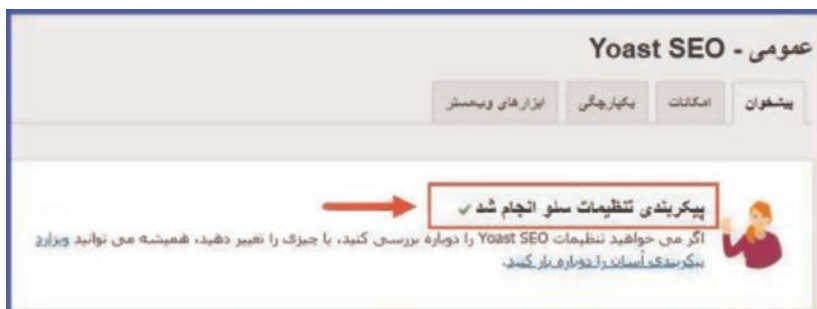 عمومی - Yoast SEO
پیشخوان امکانات یکپارچگی ابزارهای وبمستر
پیکربندی تنظیمات سئو انجام شد ✓
اگر می خواهید تنظیمات Yoast SEO را دوباره بررسی کنید، یا چیزی را تغییر دهید، همیشه می توانید ویزارد
پیکربندی آسان را دوباره باز کنید.